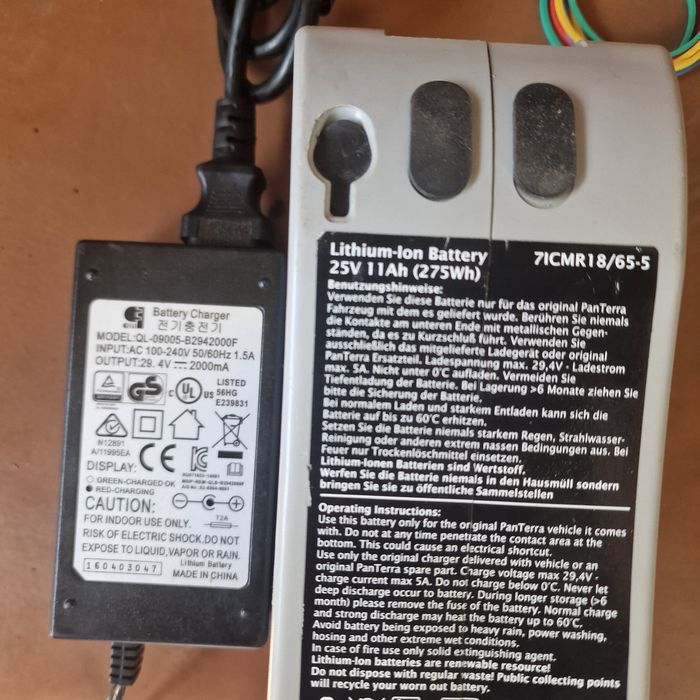 Battery Charger
전기충전기
MODEL:QL-09005-B2942000F
INPUT:AC 100-240V 50/60Hz 1.5A
OUTPUT:29. 4V 2000mA
GS
C UL US
LISTED
56HG
E239831
N12891
A/11995EA
CE
DISPLAY:
GREEN-CHARGED OK
RED-CHARGING
CAUTION:
T2A
FOR INDOOR USE ONLY.
RISK OF ELECTRIC SHOCK.DO NOT
EXPOSE TO LIQUID,VAPOR OR RAIN.
Lithium Battery
160403047
MADE IN CHINA
Lithium-Ion Battery
25V 11Ah (275Wh)
7ICMR18/65-5
Benutzungshinweise:
Verwenden Sie diese Batterie nur für das original PanTerra
Fahrzeug mit dem es geliefert wurde. Berühren Sie niemals
die Kontakte am unteren Ende mit metallischen Gegen-
ständen, da es zu Kurzschluß führt. Verwenden Sie
ausschließlich das mitgelieferte Ladegerät oder original
PanTerra Ersatzteil. Ladespannung max. 29,4V · Ladestrom
max. 5A. Nicht unter 0°C aufladen. Vermeiden Sie
Tiefentladung der Batterie. Bei Lagerung >6 Monate ziehen Sie
bitte die Sicherung der Batterie.
Bei normalem Laden und starkem Entladen kann sich die
Batterie auf bis zu 60°C erhitzen.
Setzen Sie die Batterie niemals starkem Regen, Strahlwasser-
Reinigung oder anderen extrem nassen Bedingungen aus. Bei
Feuer nur Trockenlöschmittel einsetzen.
Lithium-Ionen Batterien sind Wertstoff.
Werfen Sie die Batterie niemals in den Hausmüll sondern
bringen Sie sie zu öffentliche Sammelstellen
Operating Instructions:
Use this battery only for the original PanTerra vehicle it comes
with. Do not at any time penetrate the contact area at the
bottom. This could cause an electrical shortcut.
Use only the original charger delivered with vehicle or an
original PanTerra spare part. Charge voltage max 29,4V ·
charge current max 5A. Do not charge below 0°C. Never let
deep discharge occur to battery. During longer storage (>6
month) please remove the fuse of the battery. Normal charge
and strong discharge may heat the battery up to 60°C.
Avoid battery being exposed to heavy rain, power washing,
hosing and other extreme wet conditions.
In case of fire use only solid extinguishing agent.
Lithium-Ion batteries are renewable resource!
Do not dispose with regular waste! Public collecting points
will recycle your worn out battery.